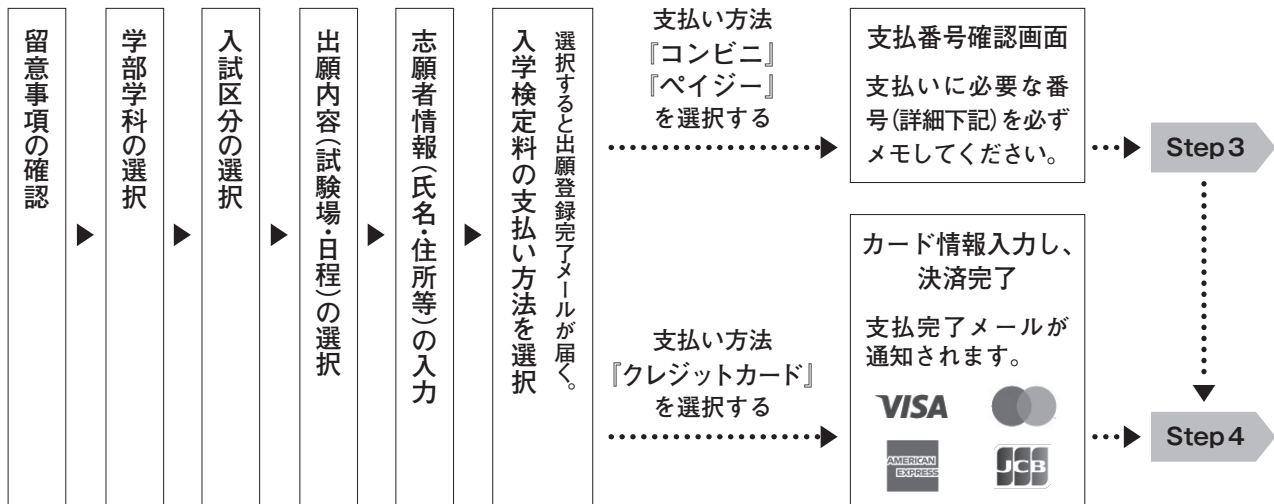 留意事項の確認
学部学科の選択
入試区分の選択
出願内容(試験場・日程)の選択
志願者情報(氏名・住所等)の入力
入学検定料の支払い方法を選択
選択すると出願登録完了メールが届く。
支払い方法
『コンビニ』
『ペイジー』
を選択する
支払番号確認画面
支払いに必要な番
号(詳細下記)を必ず
メモしてください。
Step3
支払い方法
『クレジットカード』
を選択する
カード情報入力し、
決済完了
支払完了メールが
通知されます。
VISA
AMERICAN
EXPRESS
JCB
Step4